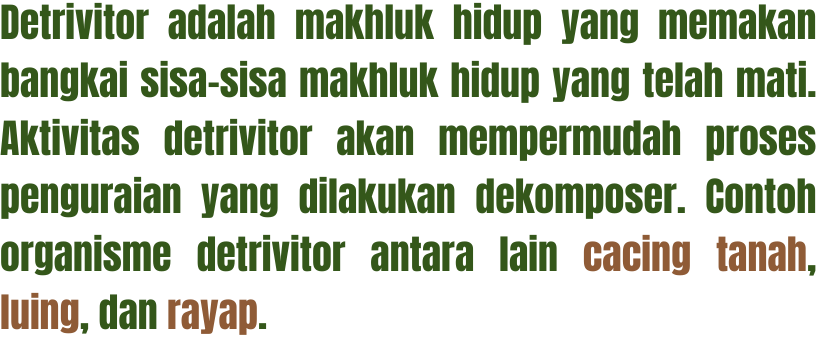 Detrivitor adalah makhluk hidup yang memakan
bangkai sisa-sisa makhluk hidup yang telah mati.
Aktivitas detrivitor akan mempermudah proses
penguraian yang dilakukan dekomposer. Contoh
organisme detrivitor antara lain cacing tanah,
luing, dan rayap.